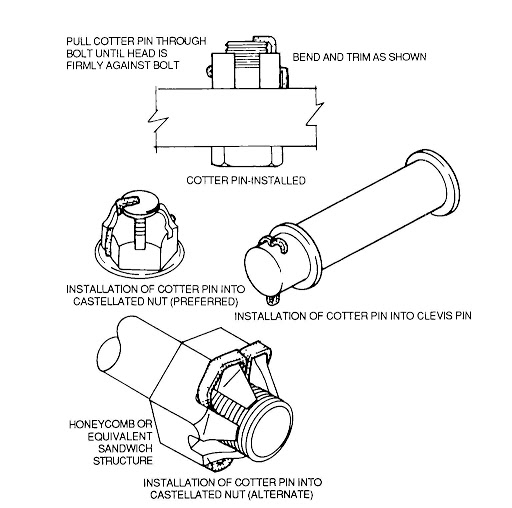 PULL COTTER PIN THROUGH
BOLT UNTIL HEAD IS
FIRMLY AGAINST BOLT
BEND AND TRIM AS SHOWN
COTTER PIN-INSTALLED
INSTALLATION OF COTTER PIN INTO
CASTELLATED NUT (PREFERRED)
INSTALLATION OF COTTER PIN INTO CLEVIS PIN
HONEYCOMB OR
EQUIVALENT
SANDWICH
STRUCTURE
INSTALLATION OF COTTER PIN INTO
CASTELLATED NUT (ALTERNATE)